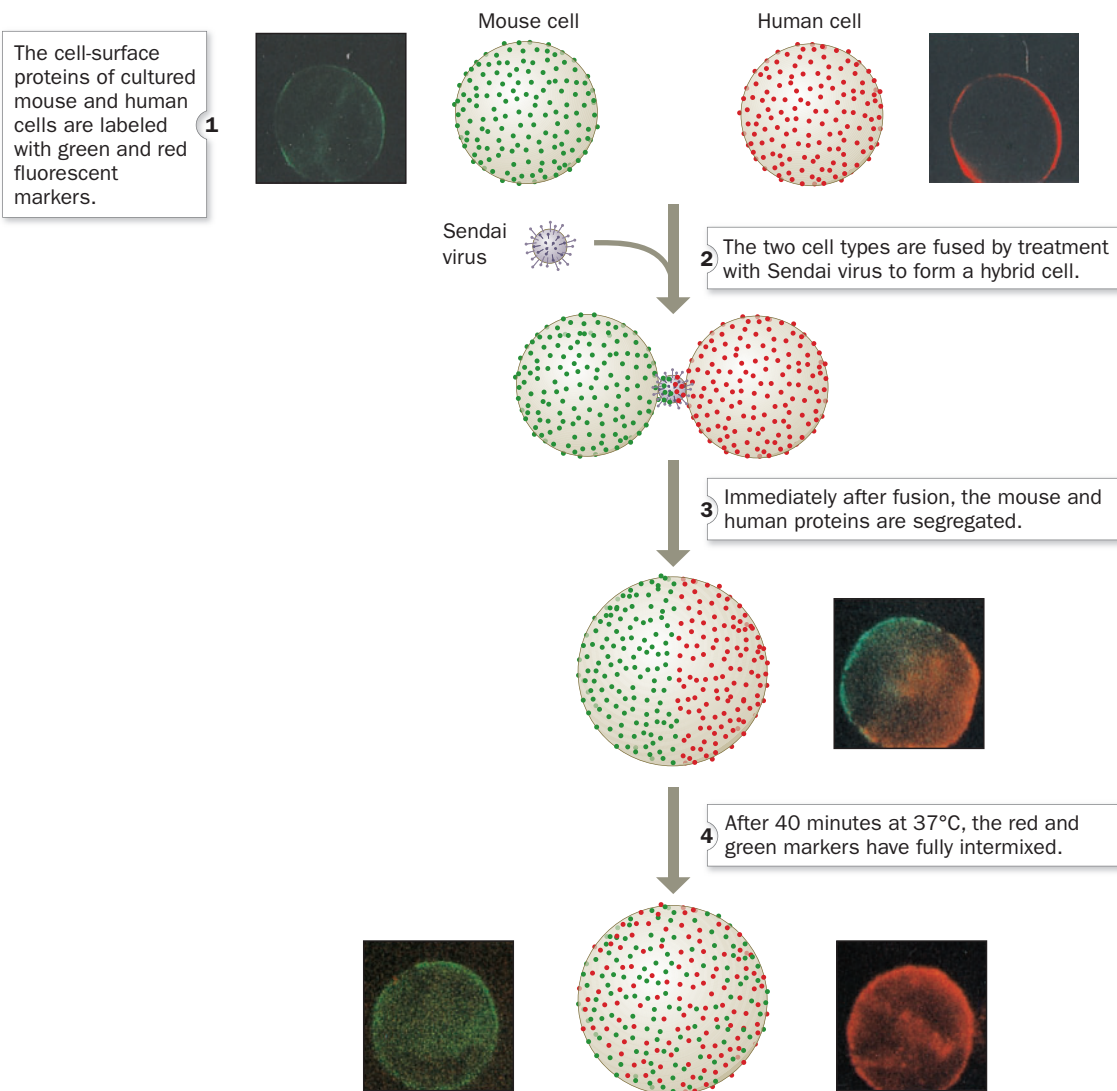 Mouse cell
Human cell
The cell-surface
proteins of cultured
mouse and human
cells are labeled
with green and red
fluorescent
markers.
1
Sendai
virus
2
The two cell types are fused by treatment
with Sendai virus to form a hybrid cell.
3
Immediately after fusion, the mouse and
human proteins are segregated.
4
After 40 minutes at 37°C, the red and
green markers have fully intermixed.